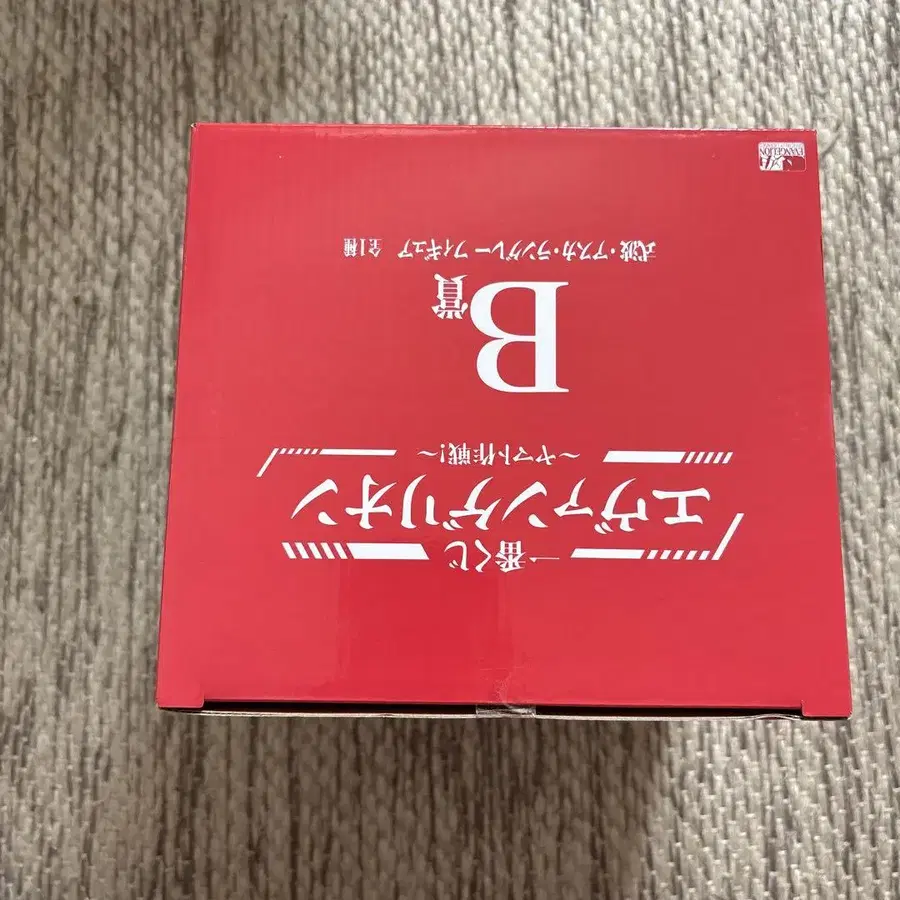 一番くじ
エヴァンゲリオン
～ヤマト作戦!～
B賞
式波・アスカ・ラングレー フィギュア 全1種
EVANGELION